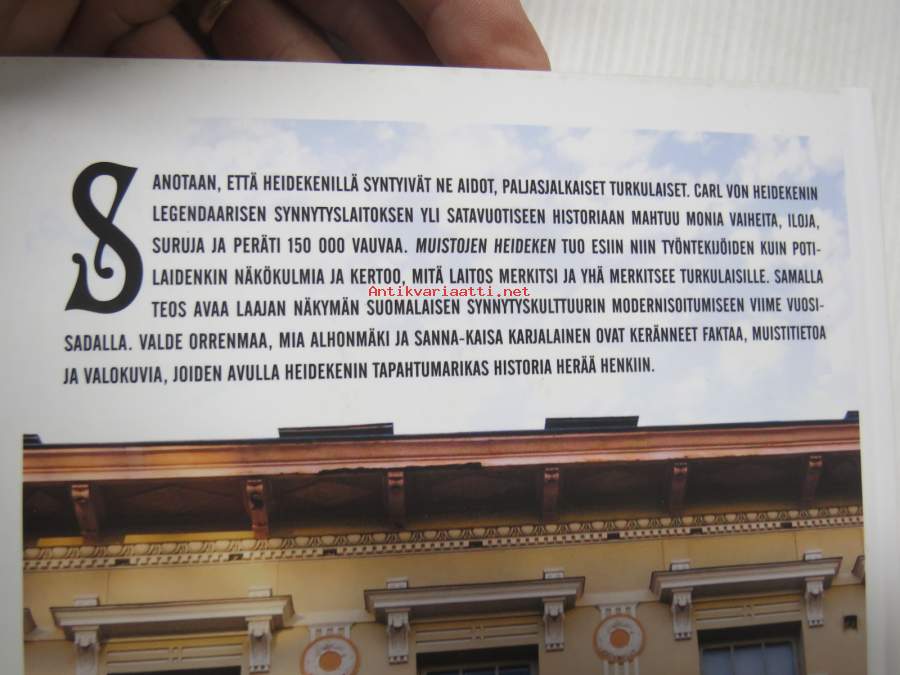 SANOTAAN, ETTÄ HEIDEKENILLÄ SYNTYIVÄT NE AIDOT, PALJASJALKAISET TURKULAISET. CARL VON HEIDEKENIN
LEGENDAARISEN SYNNYTYSLAITOKSEN YLI SATAVUOTISEEN HISTORIAAN MAHTUU MONIA VAIHEITA, ILOJA,
SURUJA JA PERÄTI 150 000 VAUVAA. MUISTOJEN HEIDEKEN TUO ESIIN NIIN TYÖNTEKIJÖIDEN KUIN POTI-
LAIDENKIN NÄKÖKULMIA JA KERTOO, MITÄ LAITOS MERKITSI JA YHÄ MERKITSEE TURKULAISILLE. SAMALLA
Antikvariaatti.net
TEOS AVAA LAAJAN NÄKYMÄN SUOMALAISEN SYNNYTYSKULTTUURIN MODERNISOITUMISEEN VIIME VUOSI-
SADALLA. VALDE ORRENMAA, MIA ALHONMÄKI JA SANNA-KAISA KARJALAINEN OVAT KERÄNNEET FAKTAA, MUISTITIETOA
JA VALOKUVIA, JOIDEN AVULLA HEIDEKENIN TAPAHTUMARIKAS HISTORIA HERÄÄ HENKIIN.